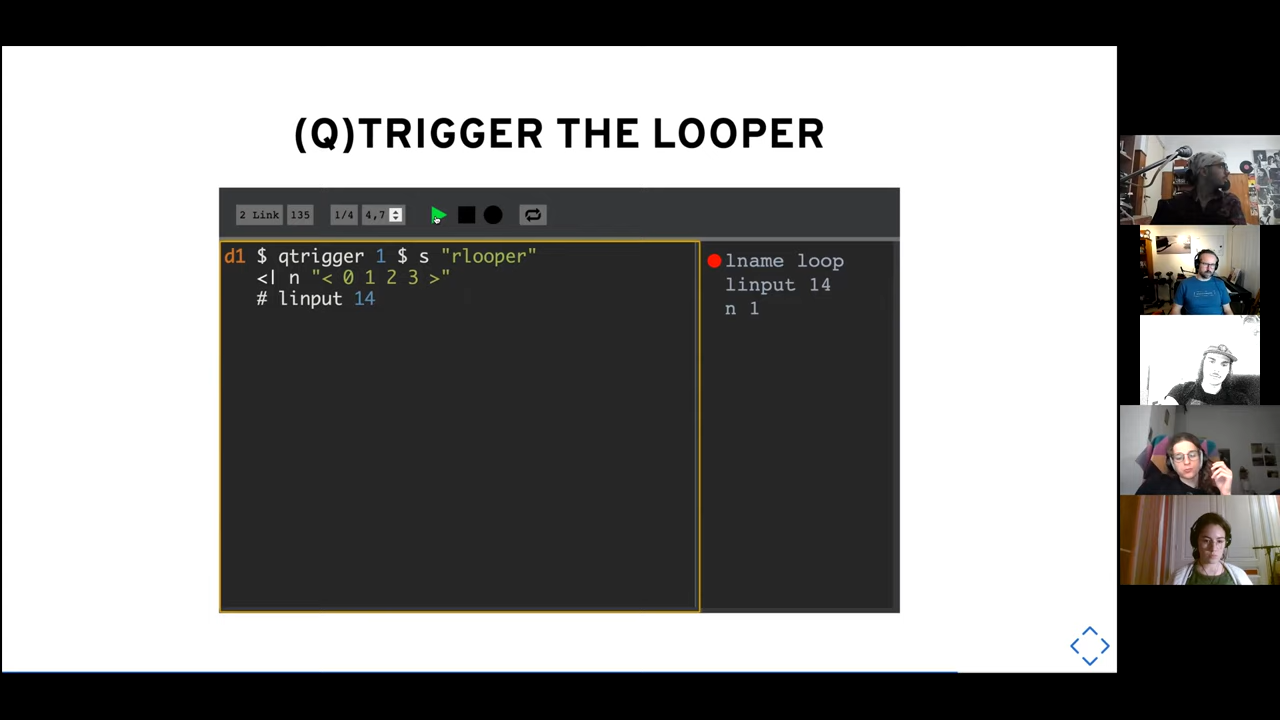 (Q)TRIGGER THE LOOPER
2 Link 135 1/4 4,7
d1 $ qtrigger 1 $ s "rlooper"
<| n "< 0 1 2 3 >"
# linput 14
lname loop
linput 14
n 1